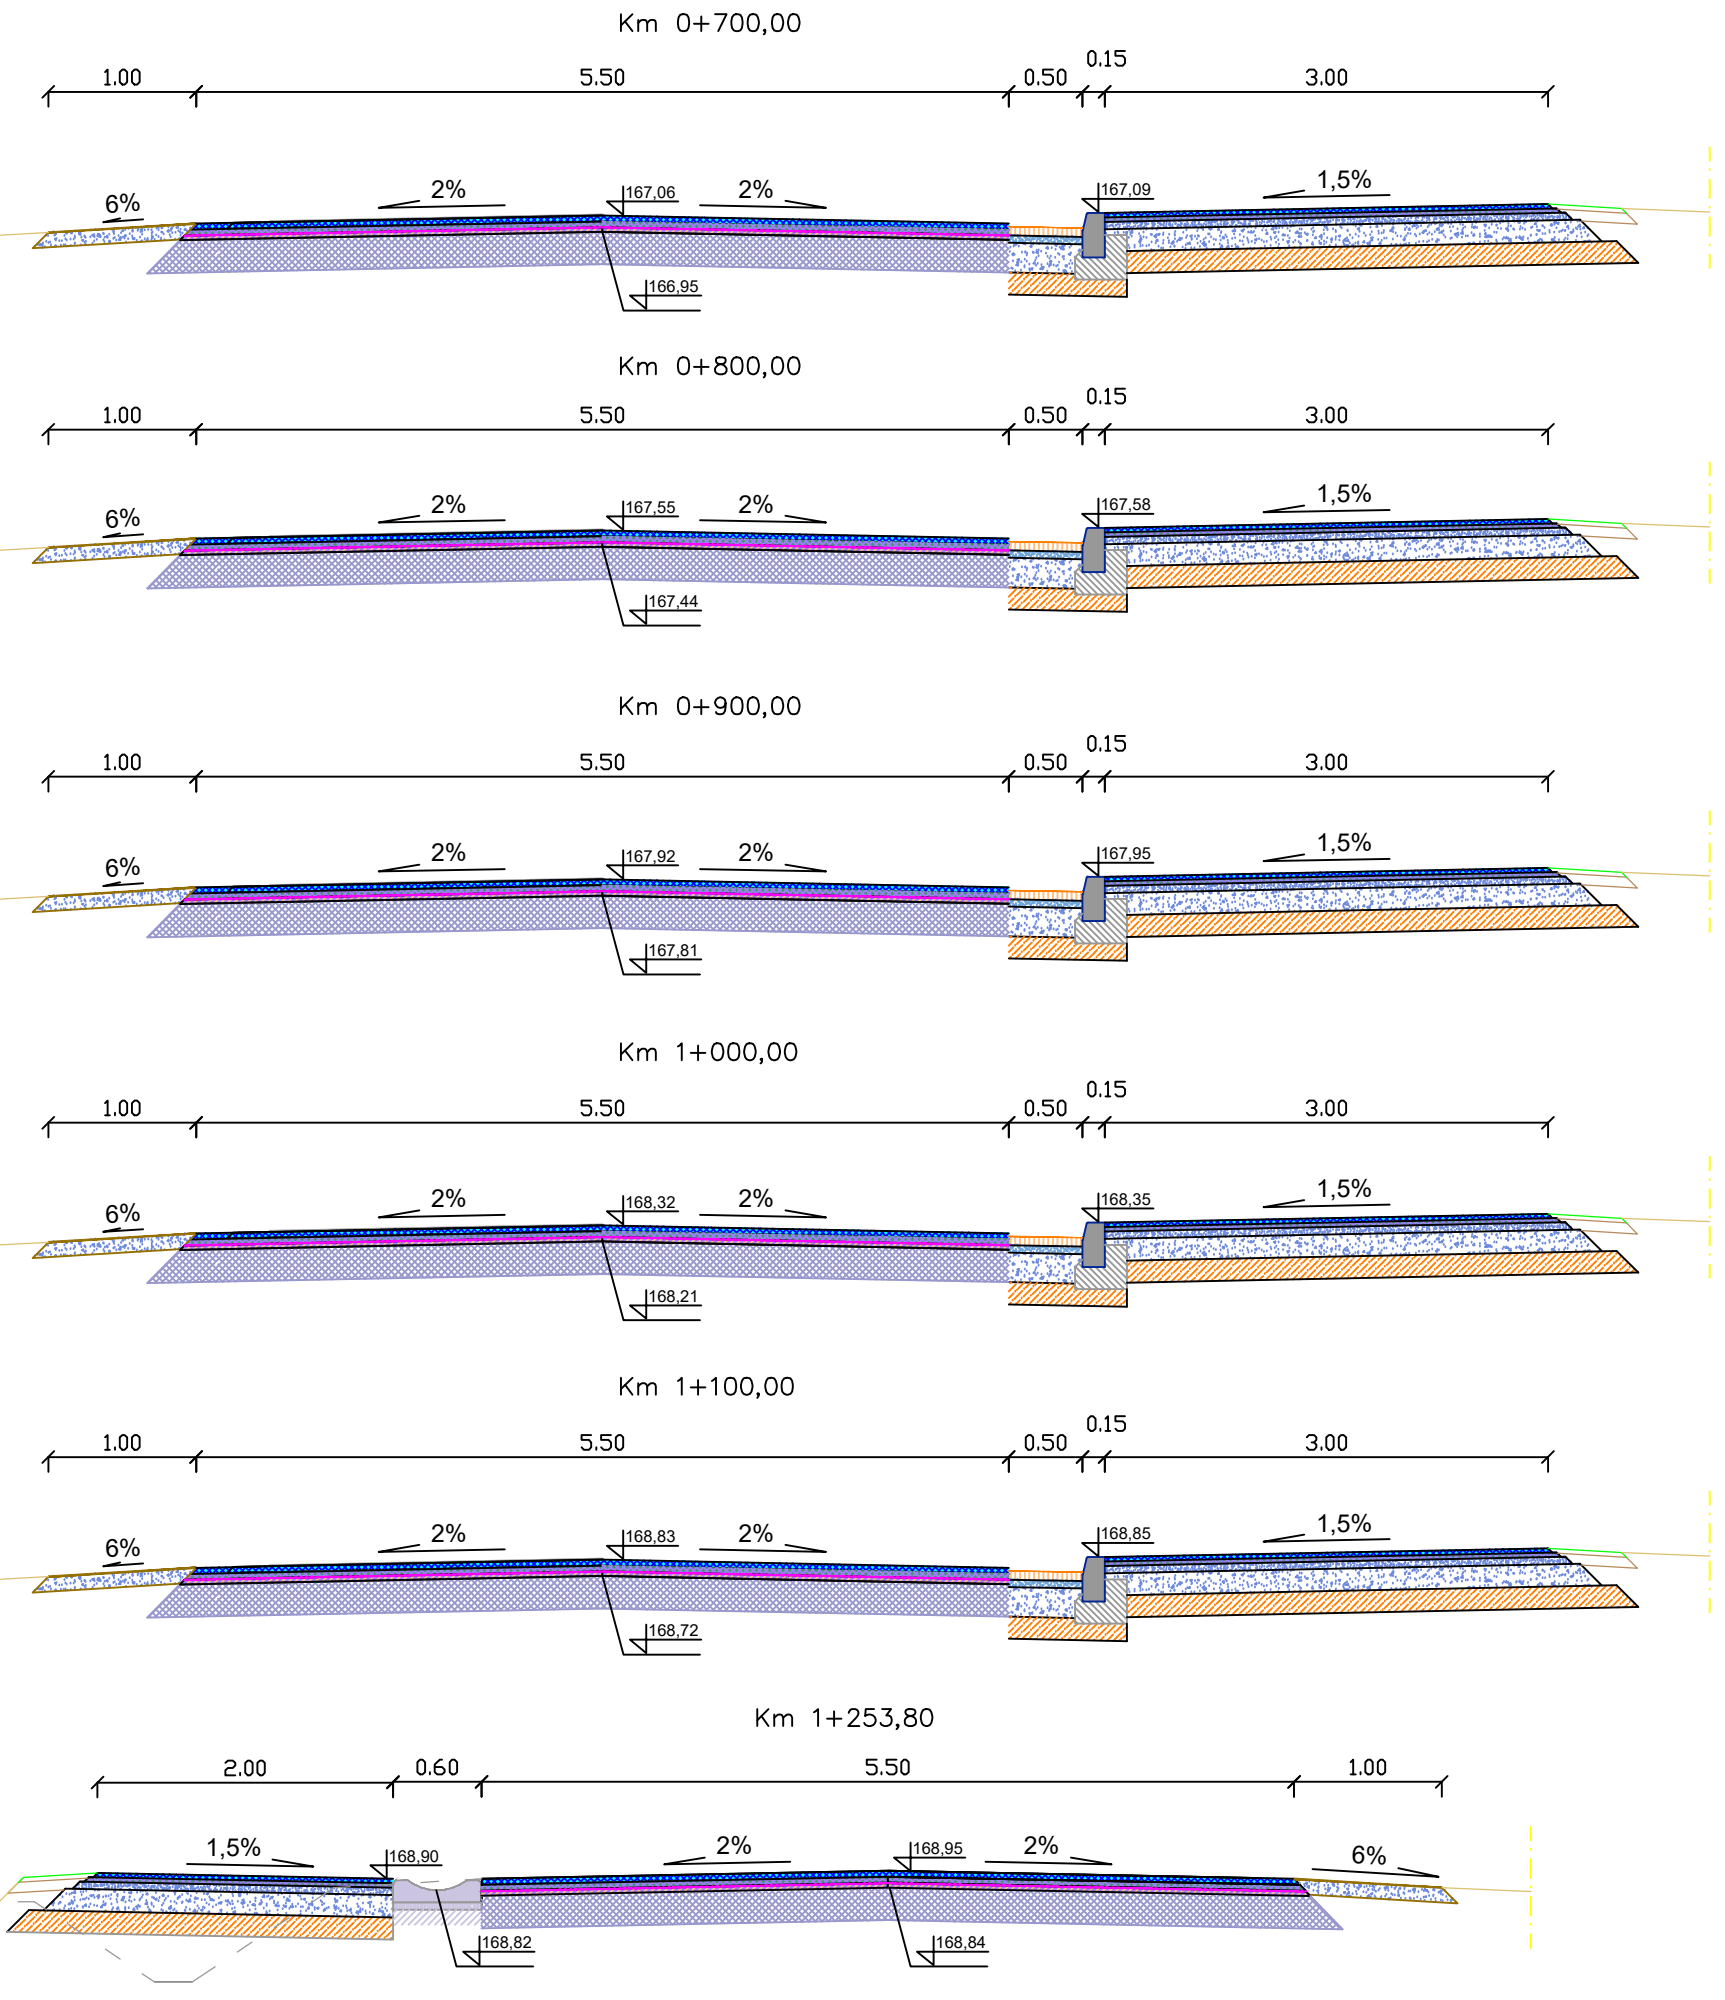 Km 0+700,00
0.15
1.00 5.50 0.50 3.00
6% 2% 167,06 2% 167,09 1,5%
166,95
Km 0+800,00
0.15
1.00 5.50 0.50 3.00
6% 2% 167,55 2% 167,58 1,5%
167,44
Km 0+900,00
0.15
1.00 5.50 0.50 3.00
6% 2% 167,92 2% 167,95 1,5%
167,81
Km 1+000,00
0.15
1.00 5.50 0.50 3.00
6% 2% 168,32 2% 168,35 1,5%
168,21
Km 1+100,00
0.15
1.00 5.50 0.50 3.00
6% 2% 168,83 2% 168,85 1,5%
168,72
Km 1+253,80
2.00 0.60 5.50 1.00
1,5% 168,90 2% 168,95 2% 6%
168,82 168,84